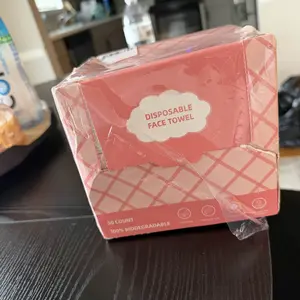 DISPOSABLE
FACE TOWEL
100% BIODEGRADABLE